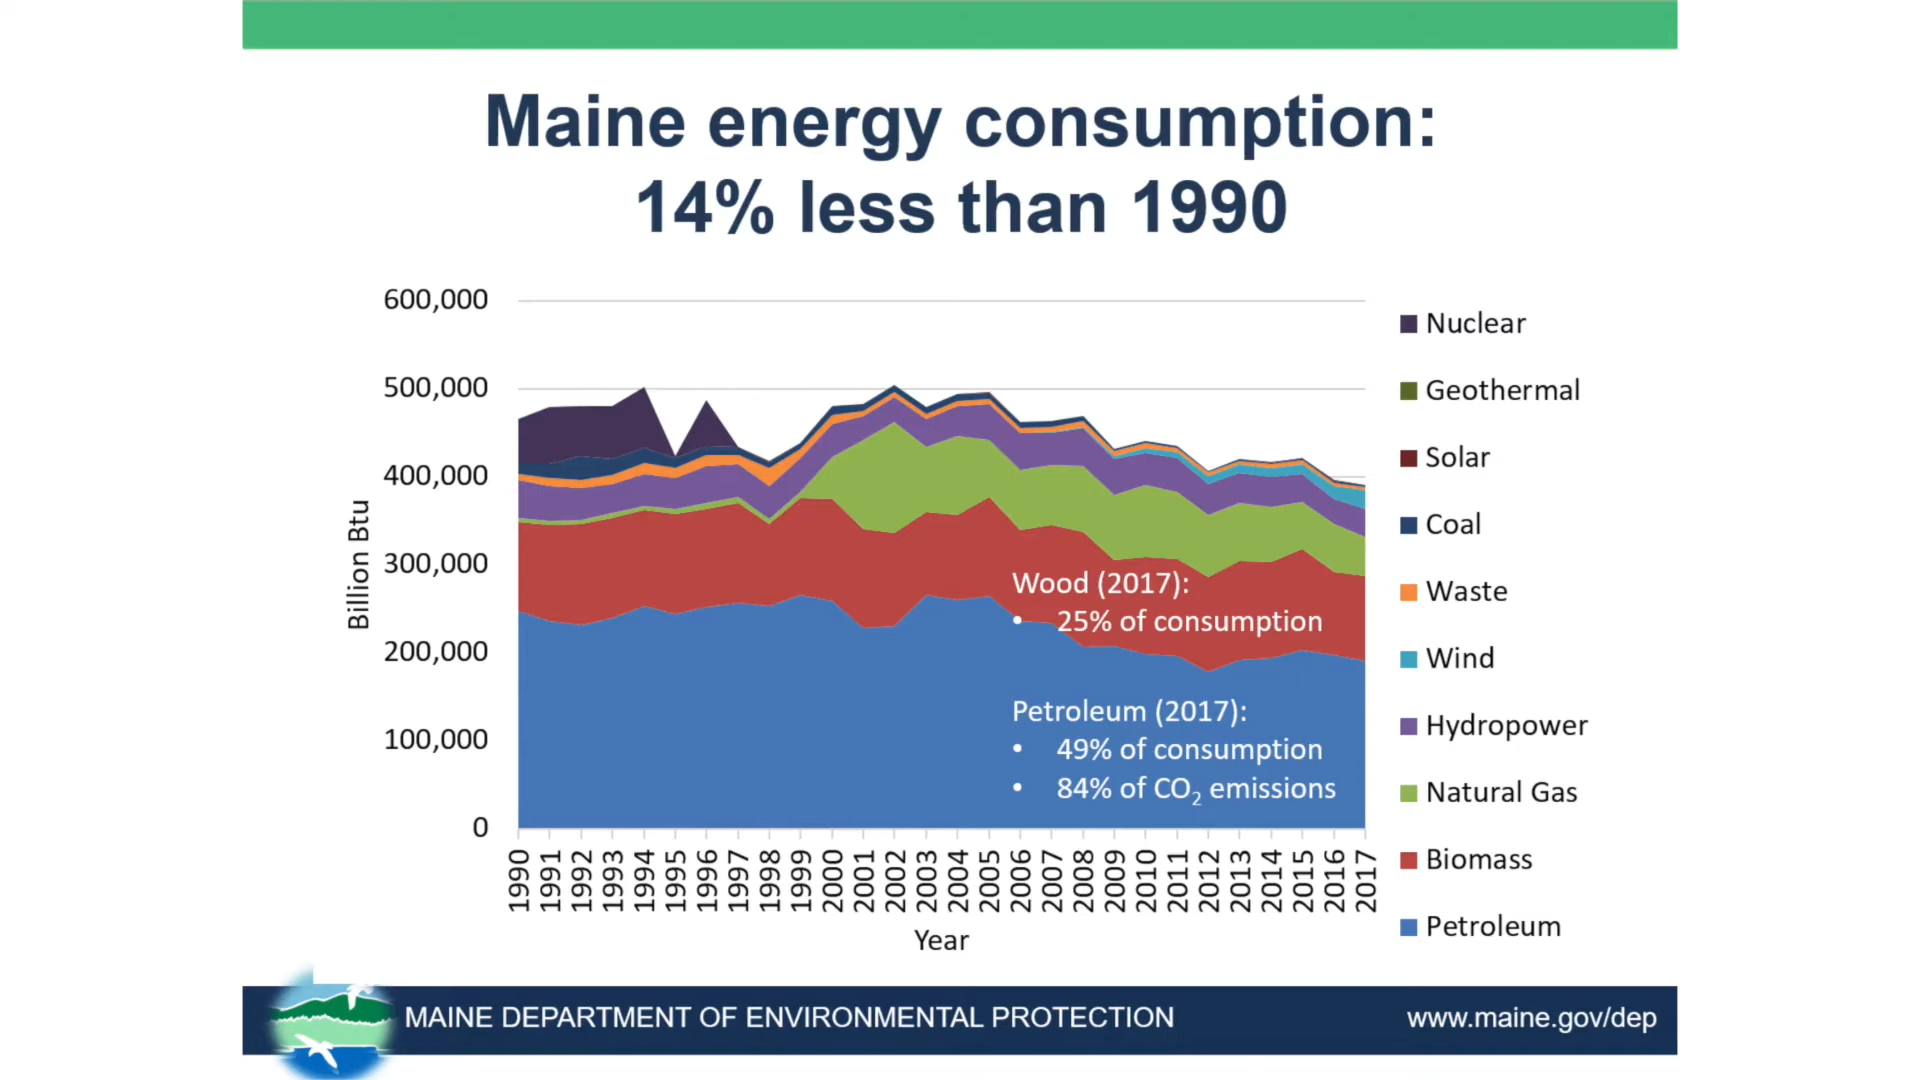 Maine energy consumption:
14% less than 1990
600,000
500,000
400,000
300,000
200,000
100,000
0
Billion Btu
Wood (2017):
• 25% of consumption
Petroleum (2017):
• 49% of consumption
• 84% of CO₂ emissions
1990 1991 1992 1993 1994 1995 1996 1997 1998 1999 2000 2001 2002 2003 2004 2005 2006 2007 2008 2009 2010 2011 2012 2013 2014 2015 2016 2017
Year
Nuclear
Geothermal
Solar
Coal
Waste
Wind
Hydropower
Natural Gas
Biomass
Petroleum
MAINE DEPARTMENT OF ENVIRONMENTAL PROTECTION
www.maine.gov/dep